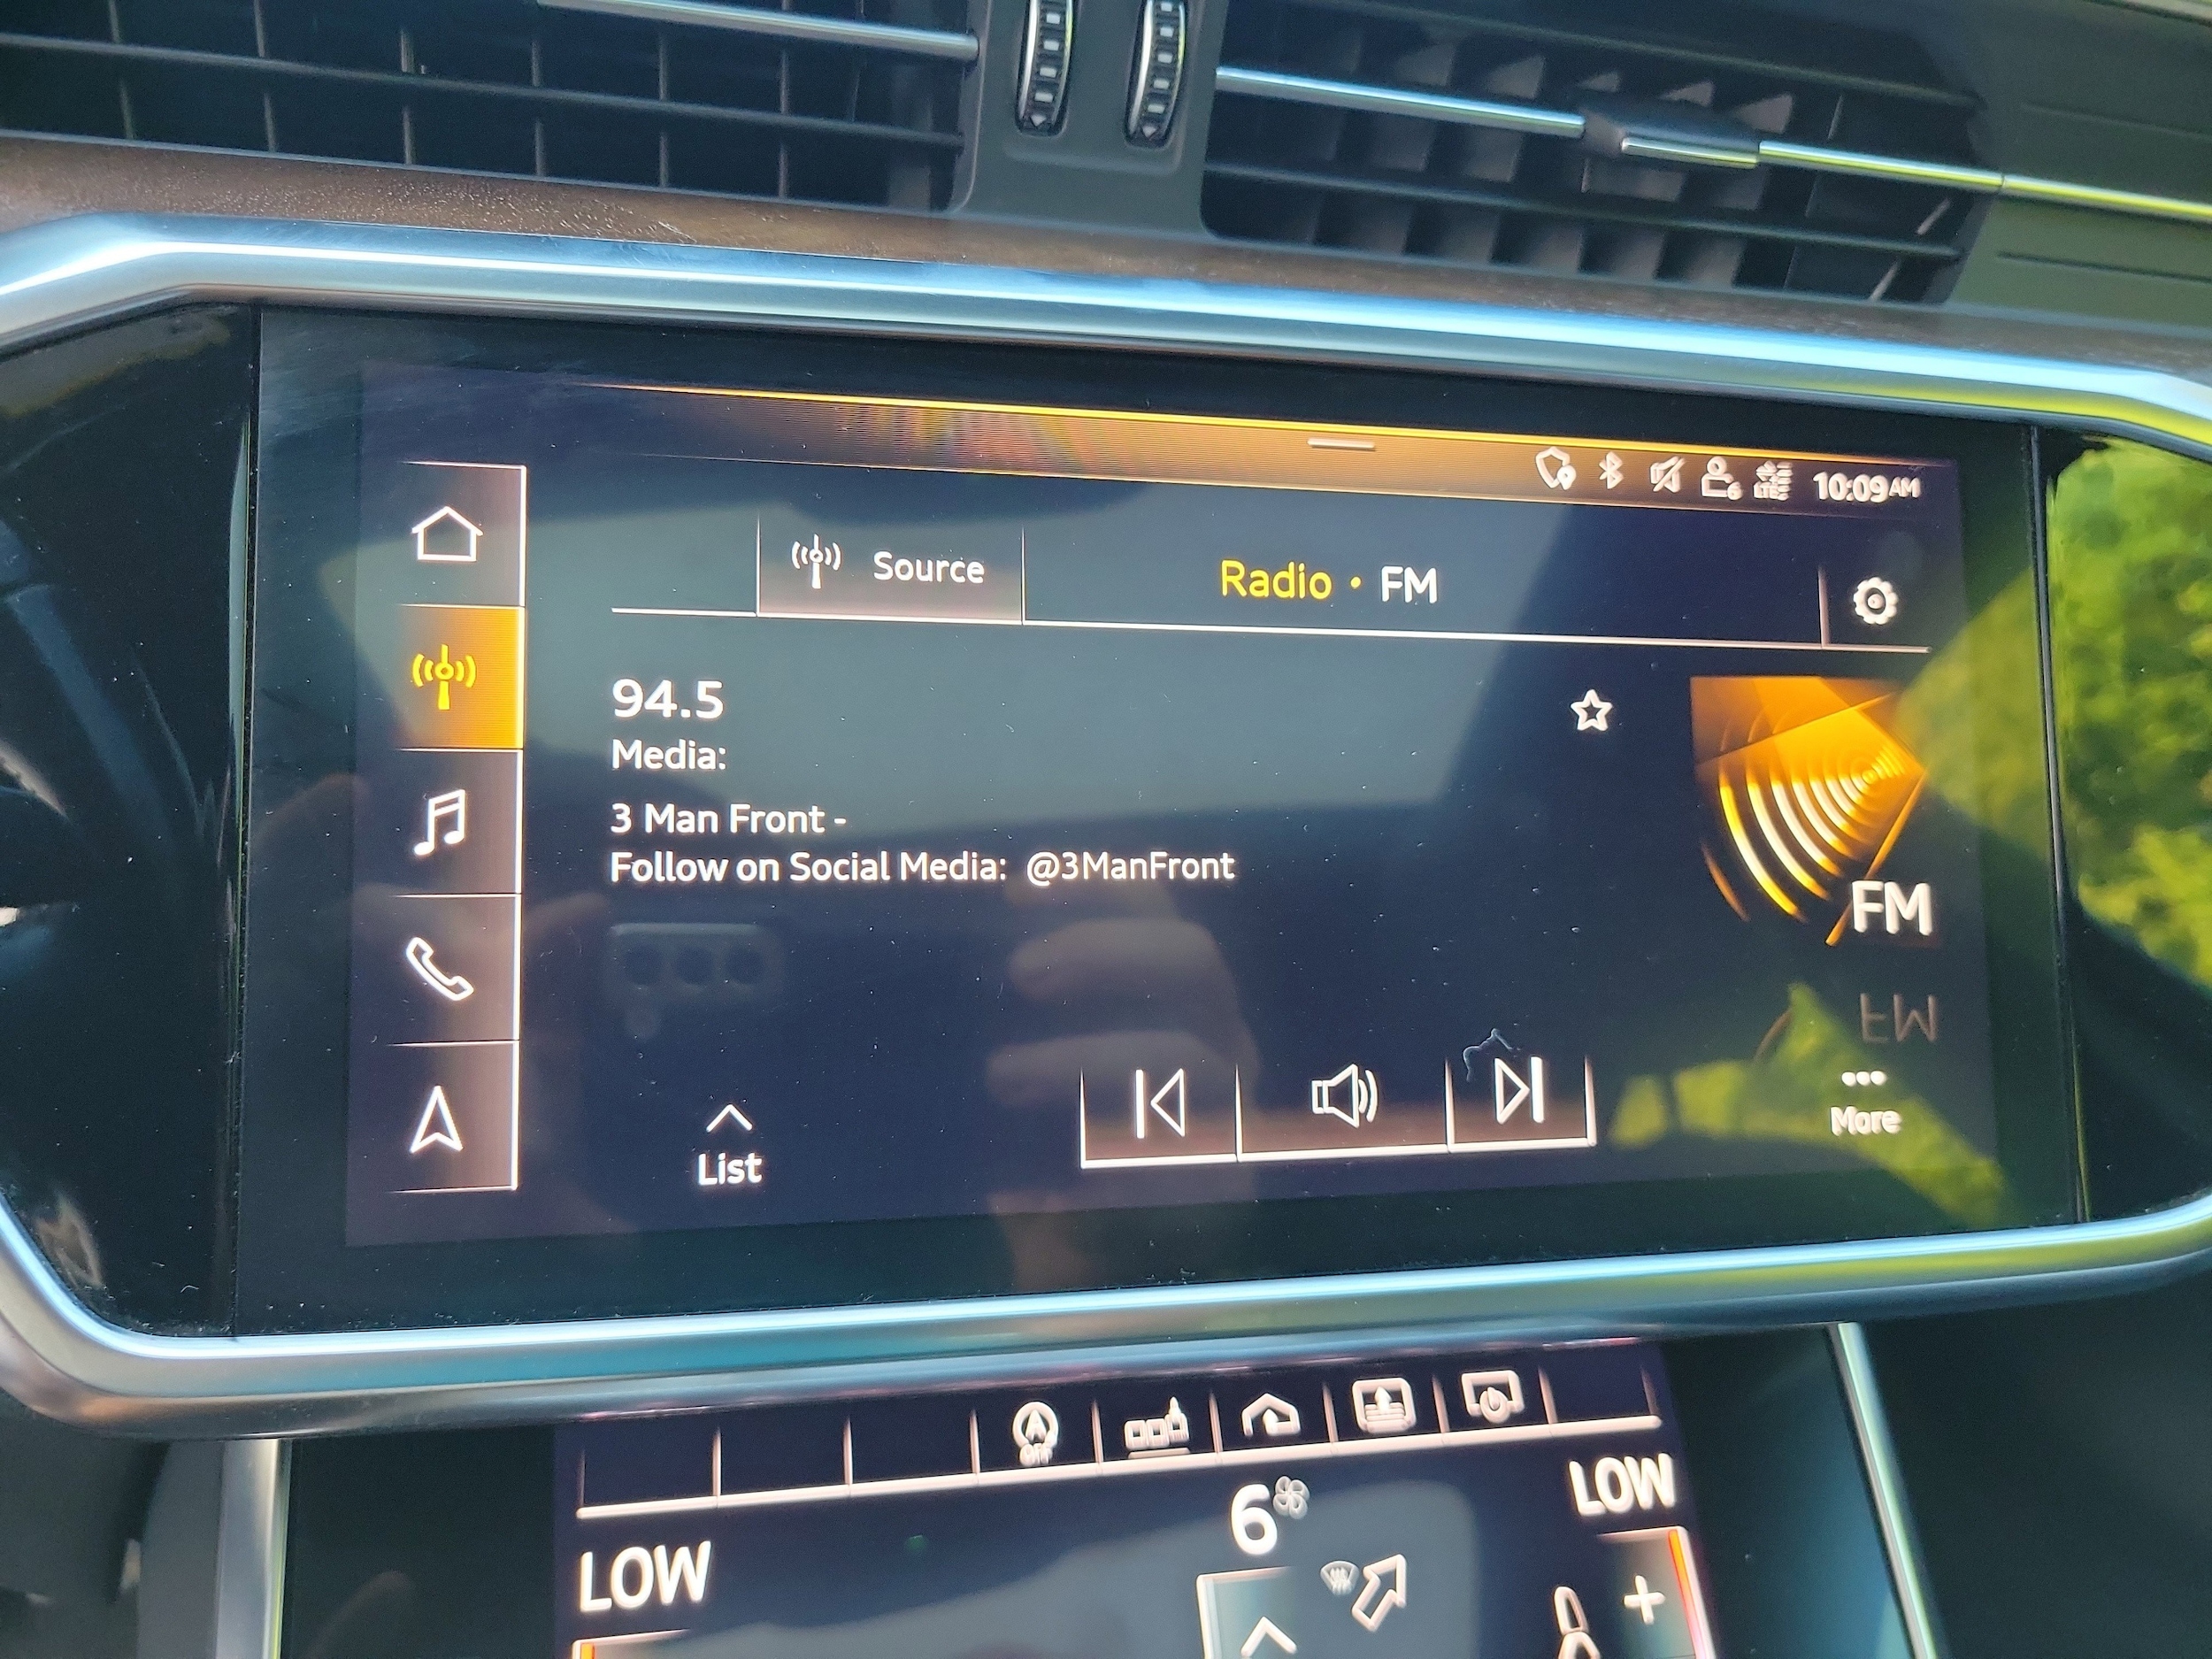 10:09 AM
Source
Radio • FM
94.5
Media:
3 Man Front -
Follow on Social Media: @3ManFront
FM
List
More
LOW
6
LOW